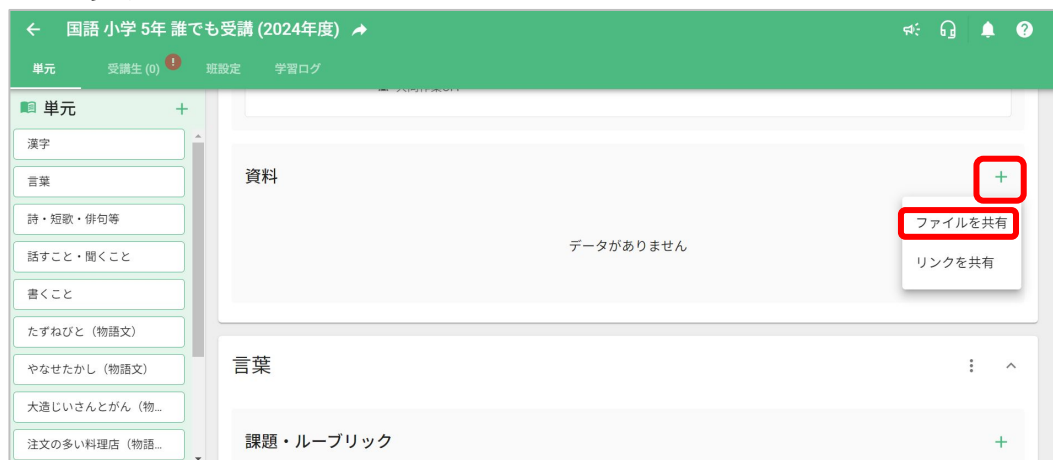 国語 小学 5年 誰でも受講 (2024年度)
単元 受講生 (0) 班設定 学習ログ
単元
漢字
言葉
詩・短歌・俳句等
話すこと・聞くこと
書くこと
たずねびと（物語文）
やなせたかし（物語文）
大造じいさんとがん（物...
注文の多い料理店（物語...
資料
ファイルを共有
リンクを共有
データがありません
言葉
課題・ルーブリック